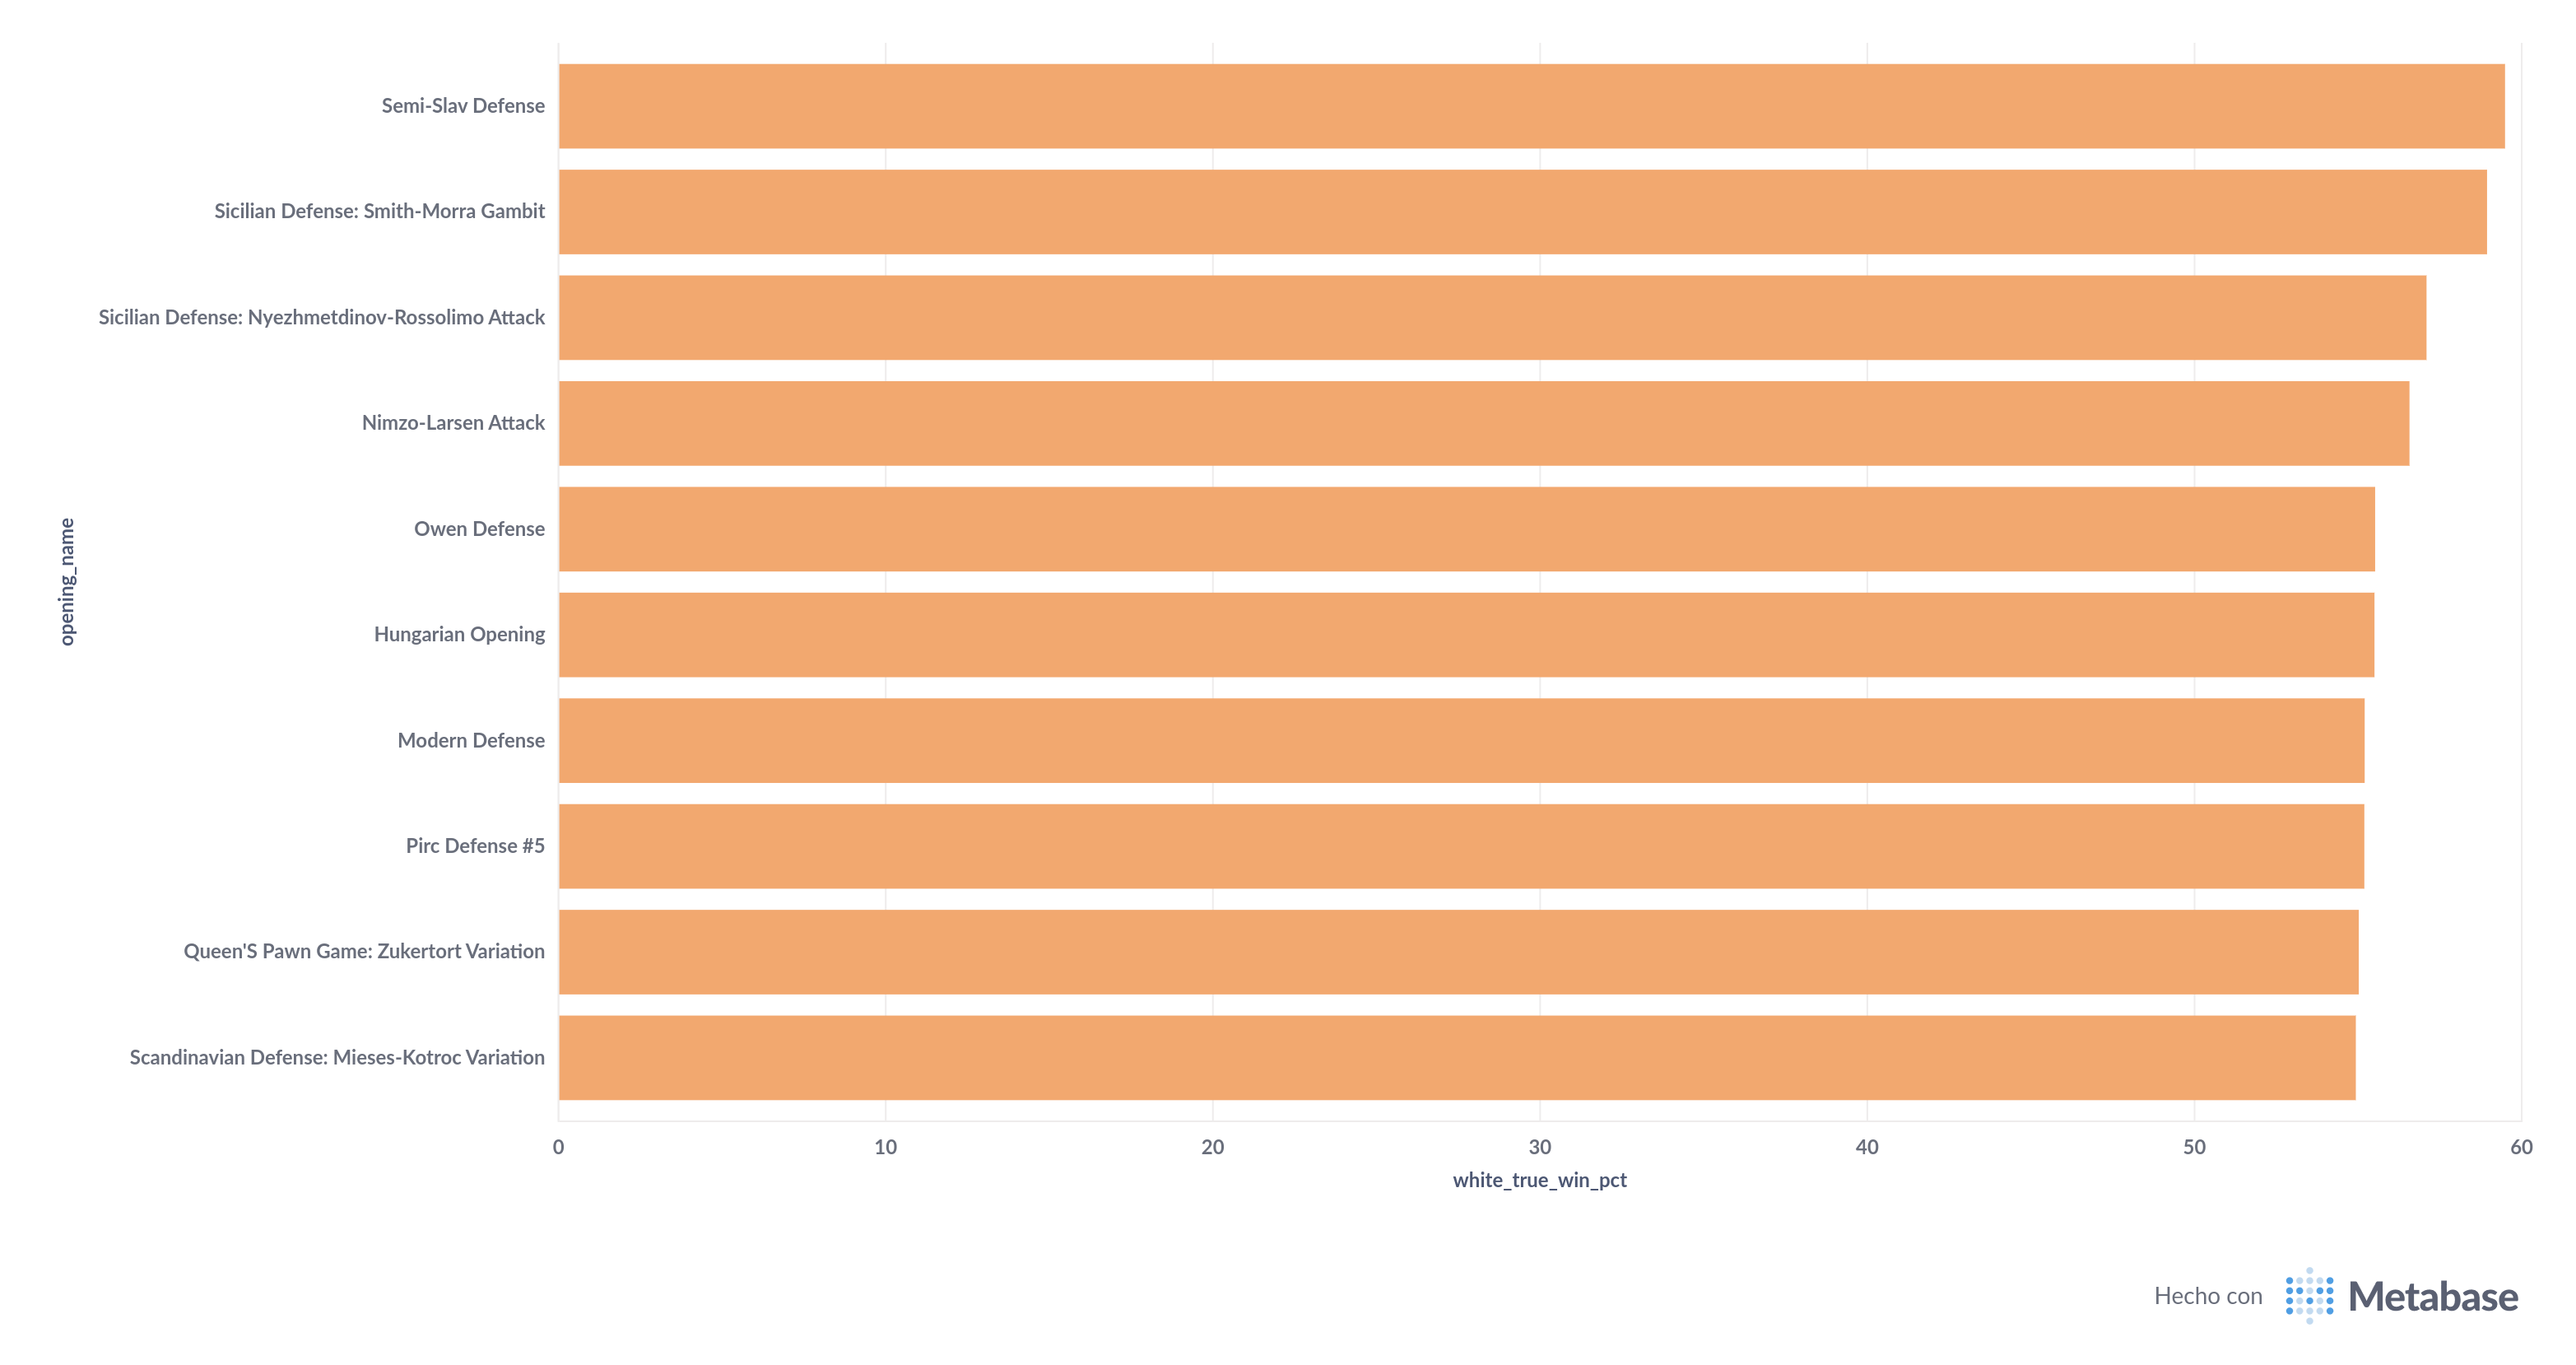 Semi-Slav Defense
Sicilian Defense: Smith-Morra Gambit
Sicilian Defense: Nyezhmetdinov-Rossolimo Attack
Nimzo-Larsen Attack
Owen Defense
Hungarian Opening
Modern Defense
Pirc Defense #5
Queen'S Pawn Game: Zukertort Variation
Scandinavian Defense: Mieses-Kotroc Variation
opening_name
0 10 20 30 40 50 60
white_true_win_pct
Hecho con Metabase